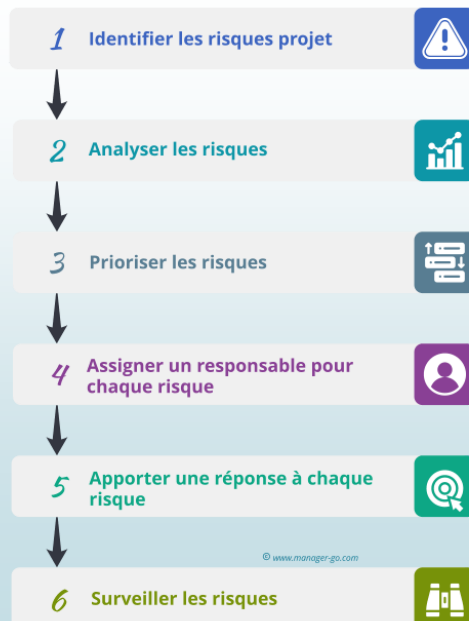 1 Identifier les risques projet
2 Analyser les risques
3 Prioriser les risques
4 Assigner un responsable pour
chaque risque
5 Apporter une réponse à chaque
risque
© www.manager-go.com
6 Surveiller les risques